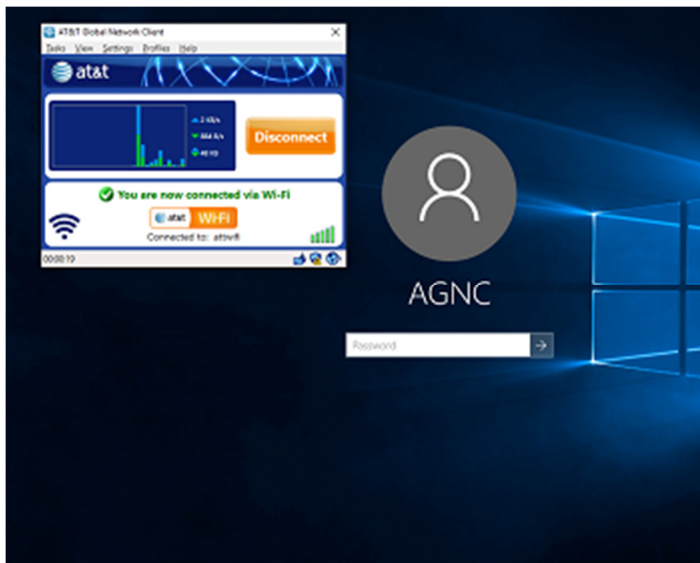 AT&T Global Network Client
Tasks View Settings Profiles Help
at&t
Disconnect
You are now connected via Wi-Fi
at&t Wi-Fi
Connected to: attwifi
00:00:19
AGNC
Password